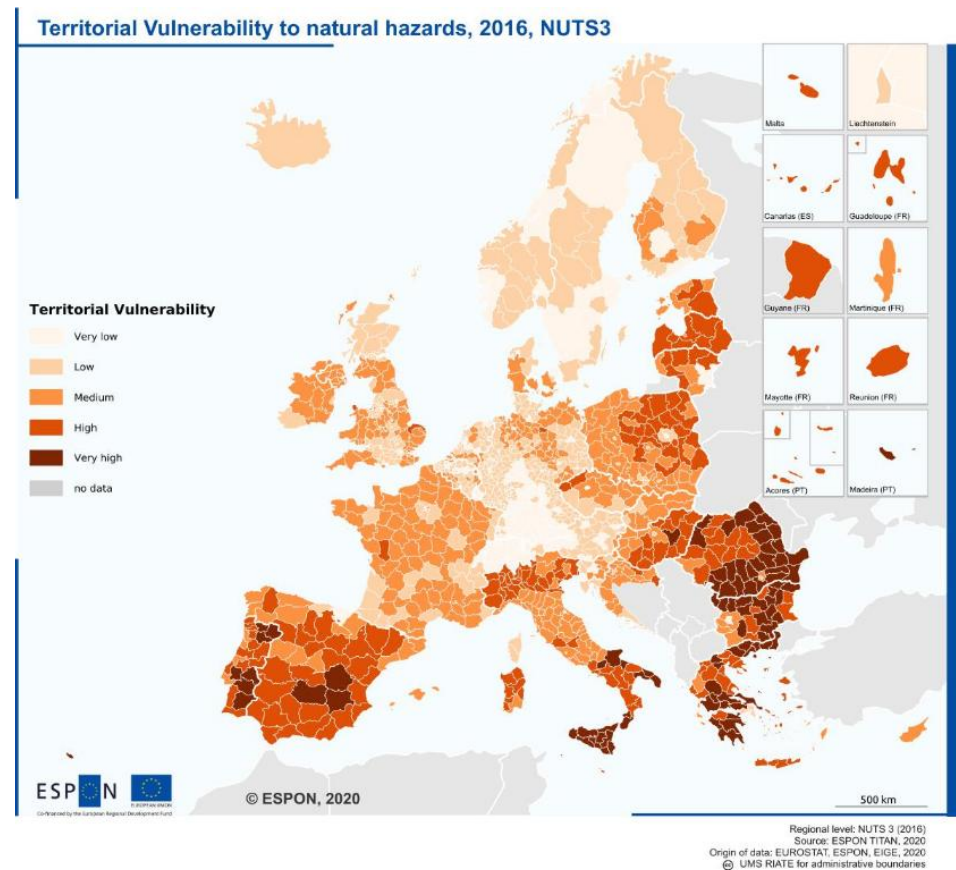 Territorial Vulnerability to natural hazards, 2016, NUTS3
Malta
Liechtenstein
Canarias (ES)
Guadeloupe (FR)
Guyane (FR)
Martinique (FR)
Mayotte (FR)
Reunion (FR)
Acores (PT)
Madeira (PT)
Territorial Vulnerability
Very low
Low
Medium
High
Very high
no data
ESPON
EUROPEAN UNION
Co-financed by the European Regional Development Fund
© ESPON, 2020
500 km
Regional level: NUTS 3 (2016)
Source: ESPON TITAN, 2020
Origin of data: EUROSTAT, ESPON, EIGE, 2020
UMS RIATE for administrative boundaries